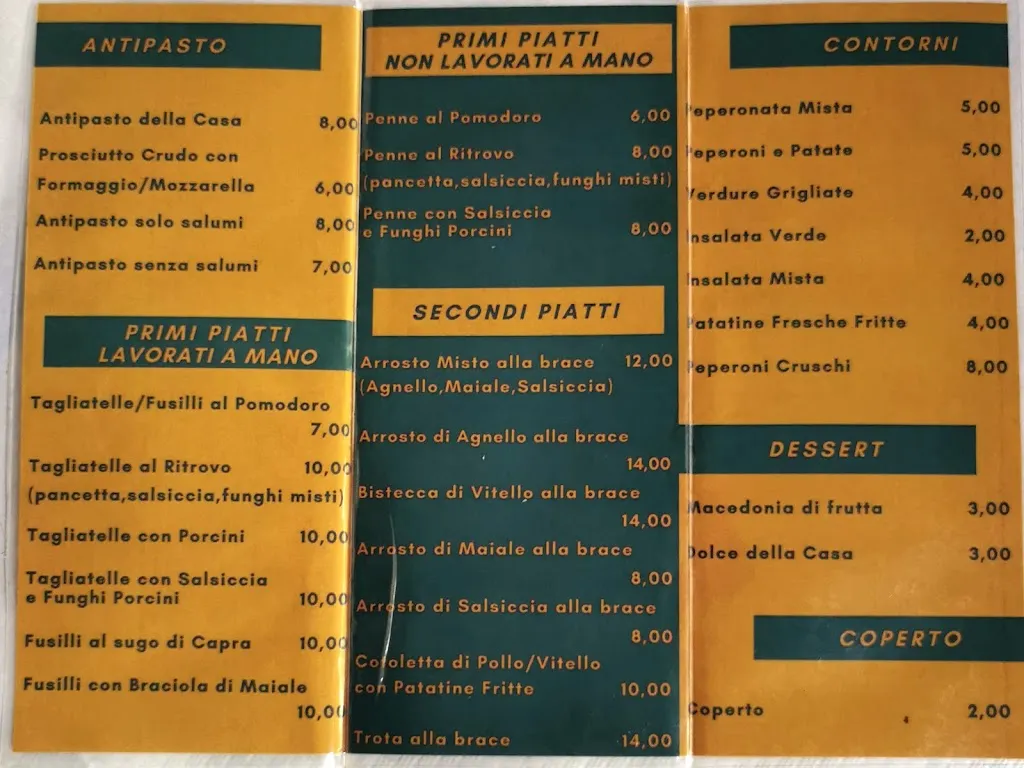 ANTIPASTO
Antipasto della Casa 8,00
Prosciutto Crudo con
Formaggio/Mozzarella 6,00
Antipasto solo salumi 8,00
Antipasto senza salumi 7,00
PRIMI PIATTI
LAVORATI A MANO
Tagliatelle/Fusilli al Pomodoro
7,00
Tagliatelle al Ritrovo 10,00
(pancetta,salsiccia,funghi misti)
Tagliatelle con Porcini 10,00
Tagliatelle con Salsiccia
e Funghi Porcini 10,00
Fusilli al sugo di Capra 10,00
Fusilli con Braciola di Maiale
10,00
PRIMI PIATTI
NON LAVORATI A MANO
Penne al Pomodoro 6,00
Penne al Ritrovo 8,00
(pancetta,salsiccia,funghi misti)
Penne con Salsiccia
e Funghi Porcini 8,00
SECONDI PIATTI
Arrosto Misto alla brace 12,00
(Agnello,Maiale,Salsiccia)
Arrosto di Agnello alla brace
14,00
Bistecca di Vitello alla brace
14,00
Arrosto di Maiale alla brace
8,00
Arrosto di Salsiccia alla brace
8,00
Cotoletta di Pollo/Vitello
con Patatine Fritte 10,00
Trota alla brace 14,00
CONTORNI
Peperonata Mista 5,00
Peperoni e Patate 5,00
Verdure Grigliate 4,00
Insalata Verde 2,00
Insalata Mista 4,00
Patatine Fresche Fritte 4,00
Peperoni Cruschi 8,00
DESSERT
Macedonia di frutta 3,00
Dolce della Casa 3,00
COPERTO
Coperto 2,00